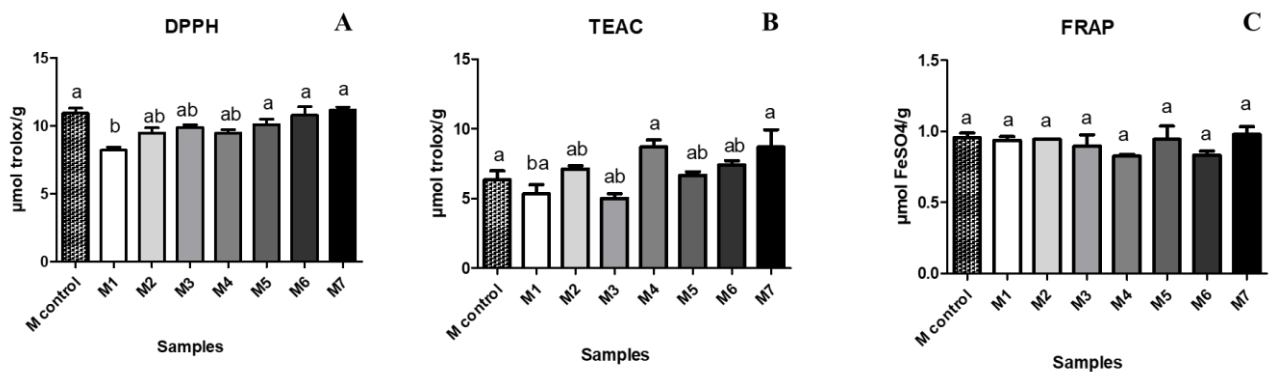 DPPH
A
µmol trolox/g
15
10
5
0
a
b
ab
ab
ab
a
a
a
M control
M1
M2
M3
M4
M5
M6
M7
Samples
TEAC
B
µmol trolox/g
15
10
5
0
a
ba
ab
ab
a
ab
ab
a
M control
M1
M2
M3
M4
M5
M6
M7
Samples
FRAP
C
µmol FeSO4/g
1.5
1.0
0.5
0.0
a
a
a
a
a
a
a
a
M control
M1
M2
M3
M4
M5
M6
M7
Samples